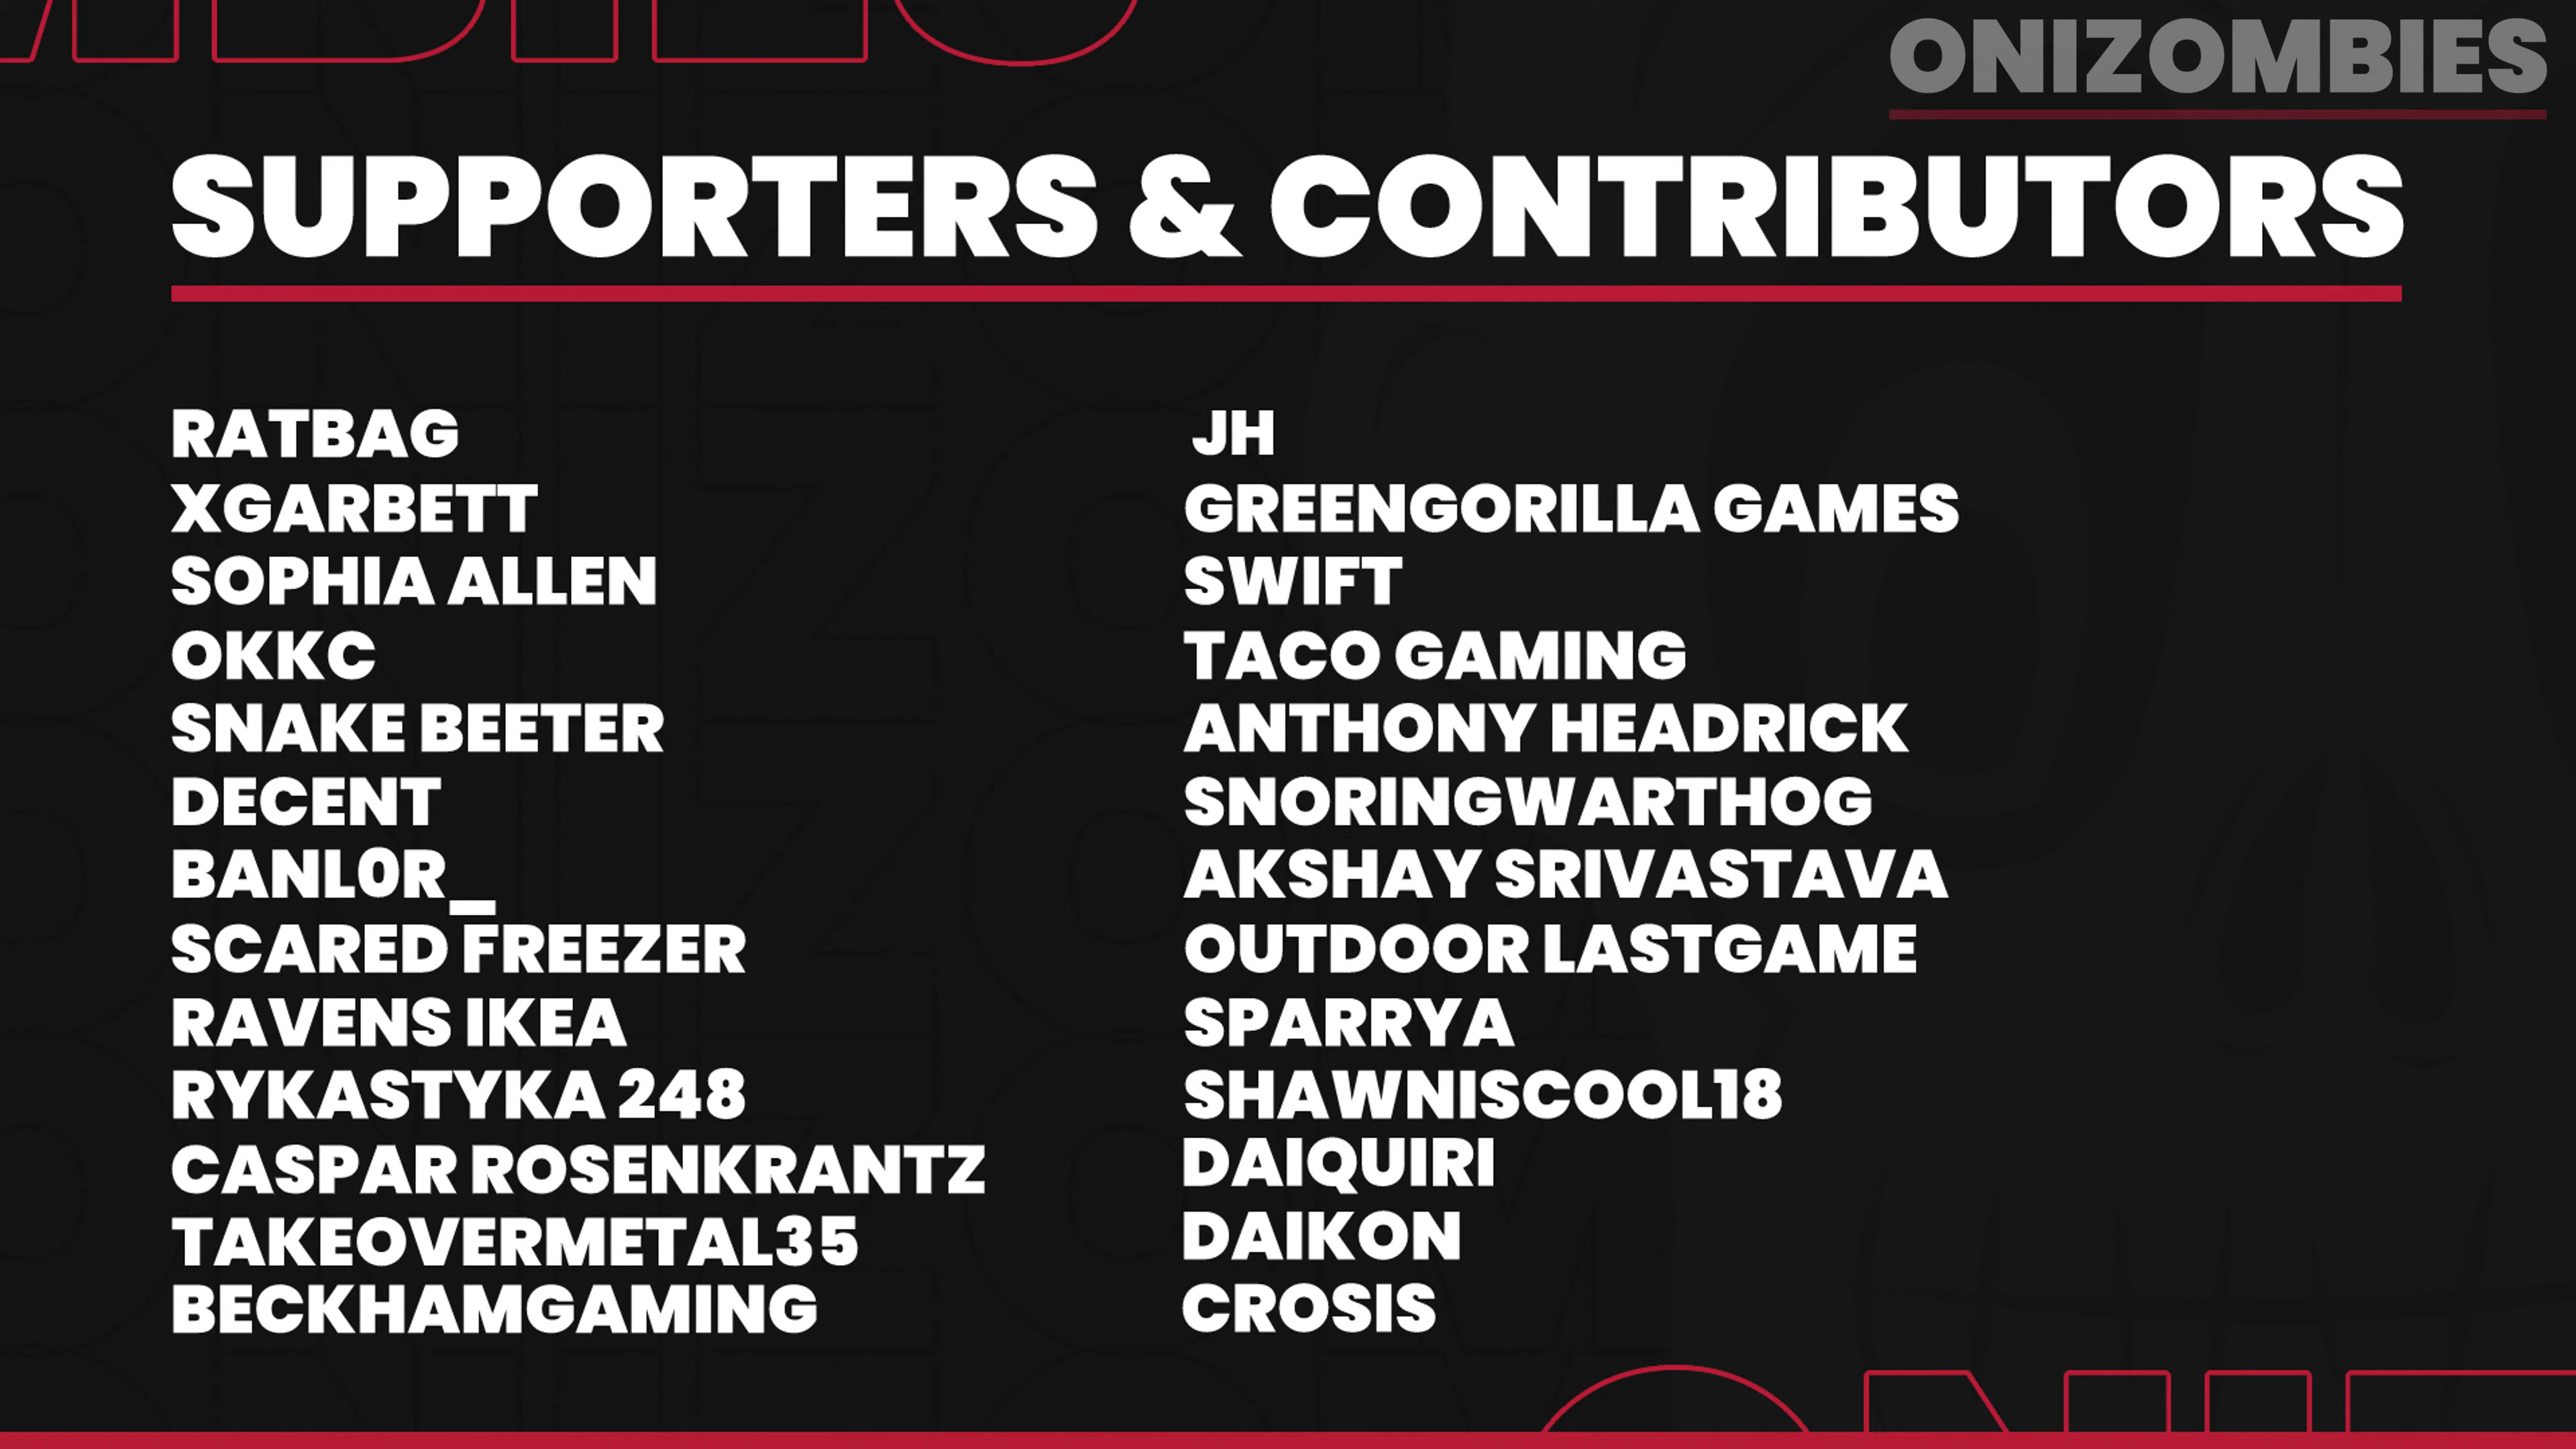 ONIZOMBIES
SUPPORTERS & CONTRIBUTORS
RATBAG
XGARBETT
SOPHIA ALLEN
OKKC
SNAKE BEETER
DECENT
BANL0R_
SCARED FREEZER
RAVENS IKEA
RYKASTYKA 248
CASPAR ROSENKRANTZ
TAKEOVERMETAL35
BECKHAMGAMING
JH
GREENGORILLA GAMES
SWIFT
TACO GAMING
ANTHONY HEADRICK
SNORINGWARTHOG
AKSHAY SRIVASTAVA
OUTDOOR LASTGAME
SPARRYA
SHAWNISCOOL18
DAIQUIRI
DAIKON
CROSIS